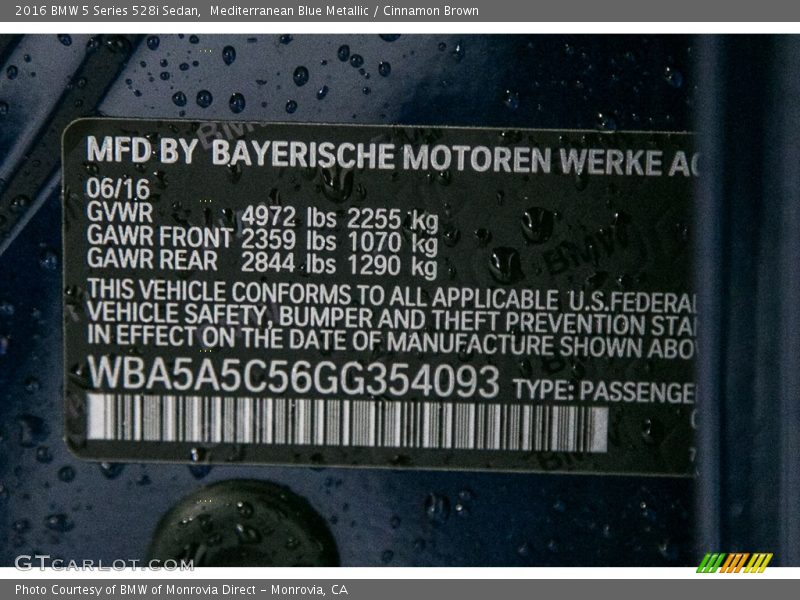 2016 BMW 5 Series 528i Sedan,  Mediterranean Blue Metallic / Cinnamon Brown
MFD BY BAYERISCHE MOTOREN WERKE AG
06/16
GVWR 4972 lbs 2255 kg
GAWR FRONT 2359 lbs 1070 kg
GAWR REAR 2844 lbs 1290 kg
THIS VEHICLE CONFORMS TO ALL APPLICABLE U.S.FEDERAL
VEHICLE SAFETY, BUMPER AND THEFT PREVENTION STA
IN EFFECT ON THE DATE OF MANUFACTURE SHOWN ABO
WBA5A5C56GG354093 TYPE: PASSENGE
GTCARLOT.COM
Photo Courtesy of BMW of Monrovia Direct - Monrovia, CA